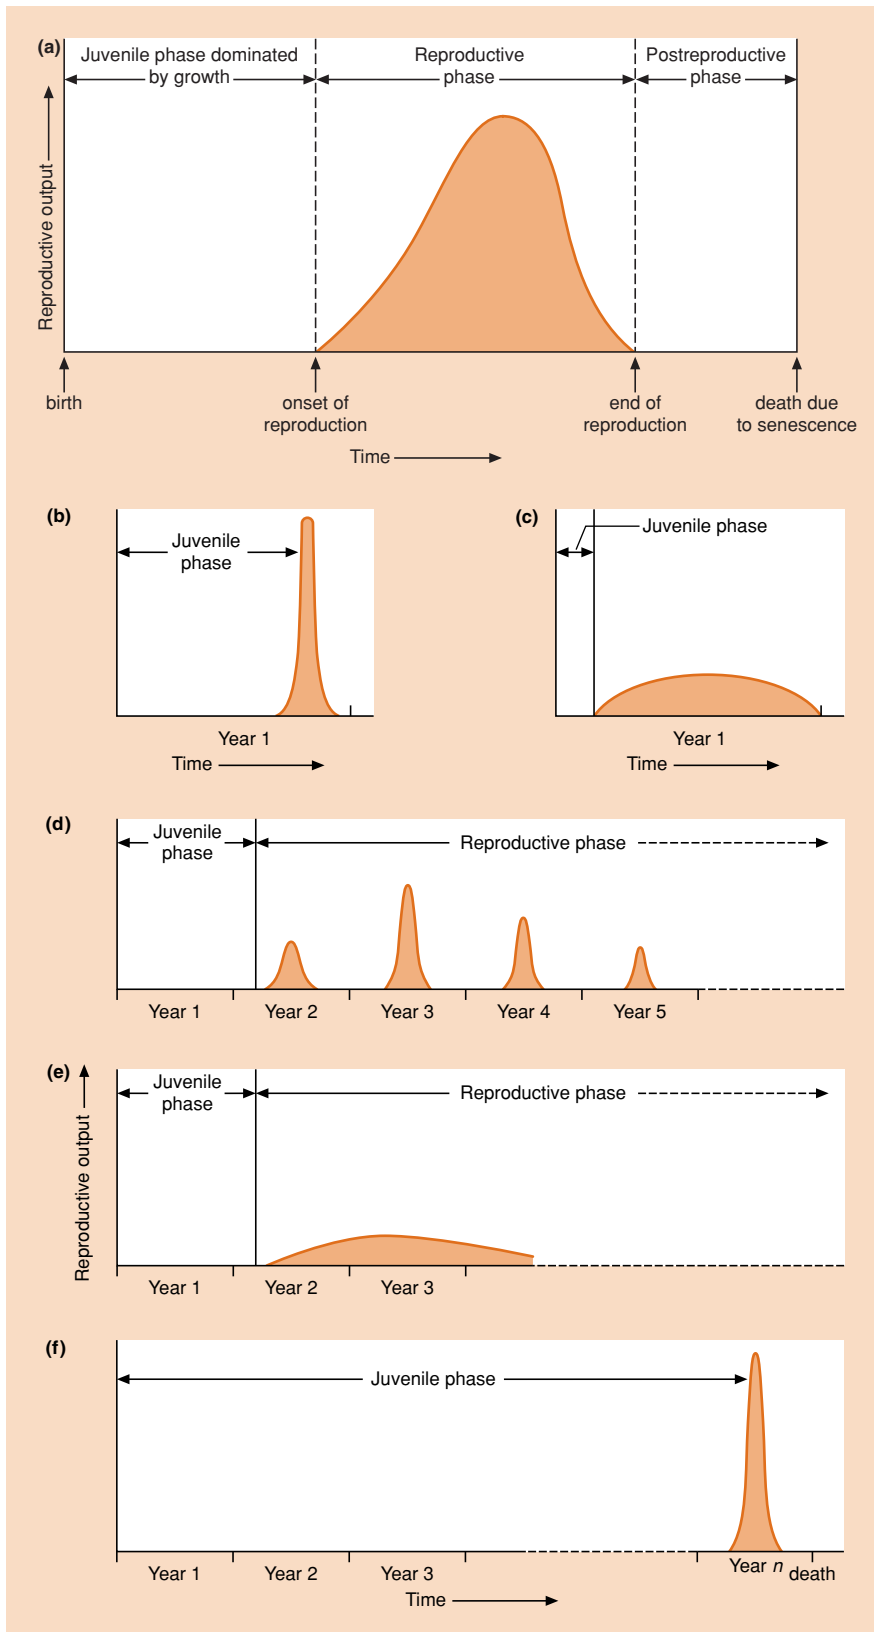 (a)
Juvenile phase dominated
by growth
Reproductive
phase
Postreproductive
phase
Reproductive output
birth
onset of
reproduction
end of
reproduction
death due
to senescence
Time
(b)
Juvenile
phase
Year 1
Time
(c)
Juvenile phase
Year 1
Time
(d)
Juvenile
phase
Reproductive phase
Year 1
Year 2
Year 3
Year 4
Year 5
(e)
Juvenile
phase
Reproductive phase
Reproductive output
Year 1
Year 2
Year 3
(f)
Juvenile phase
Year 1
Year 2
Year 3
Year n
death
Time